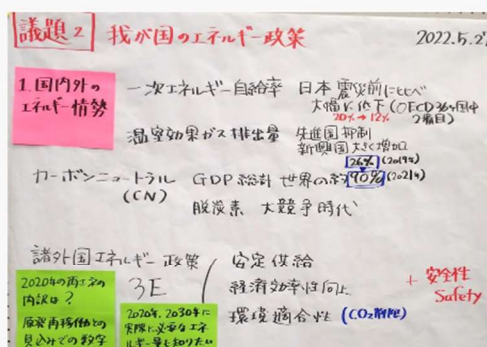 議題2 我が国のエネルギー政策 2022.5.2
1.国内外の
エネルギー情勢
一次エネルギー自給率 日本 震災前に比べ
大幅に低下(OECD36ヶ国中
20%→12% 2番目)
温室効果ガス排出量 先進国 抑制
新興国 大きく増加
26% (2019年)
カーボンニュートラル GDP総計 世界の約90% (2021年)
(CN)
脱炭素 大競争時代
諸外国エネルギー政策
3E
安定供給
経済効率性向上
環境適合性 (CO2削減)
+ 安全性
Safety
2020年の再エネの
内訳は?
原発再稼働との
見込みでの数字
2020年、2030年に
実際に必要なエネ
ルギー量も知りたい